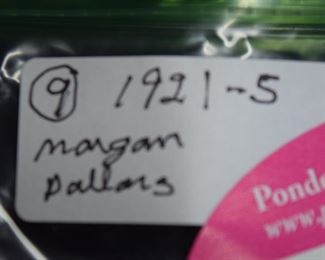 9 1921-S
Morgan
Dollars
Ponde
www.